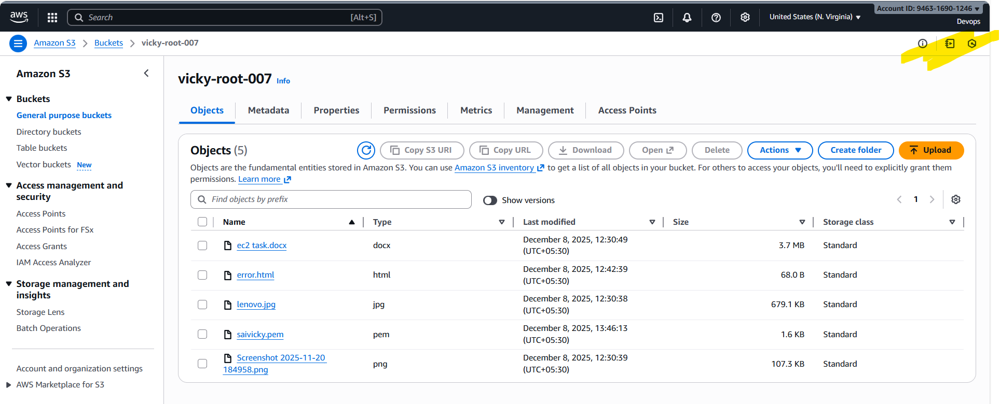 aws
Search
[Alt+S]
United States (N. Virginia)
Account ID: 9463-1690-1246
Devops
Amazon S3
Buckets
vicky-root-007
Amazon S3
Buckets
General purpose buckets
Directory buckets
Table buckets
Vector buckets New
Access management and
security
Access Points
Access Points for FSx
Access Grants
IAM Access Analyzer
Storage management and
insights
Storage Lens
Batch Operations
Account and organization settings
AWS Marketplace for S3
vicky-root-007 Info
Objects
Metadata
Properties
Permissions
Metrics
Management
Access Points
Objects (5)
Copy S3 URI
Copy URL
Download
Open
Delete
Actions
Create folder
Upload
Objects are the fundamental entities stored in Amazon S3. You can use Amazon S3 inventory to get a list of all objects in your bucket. For others to access your objects, you'll need to explicitly grant them
permissions. Learn more
Find objects by prefix
Show versions
1
Name Type Last modified Size Storage class
ec2 task.docx docx December 8, 2025, 12:30:49 3.7 MB Standard
(UTC+05:30)
error.html html December 8, 2025, 12:42:39 68.0 B Standard
(UTC+05:30)
lenovo.jpg jpg December 8, 2025, 12:30:38 679.1 KB Standard
(UTC+05:30)
saivicky.pem pem December 8, 2025, 13:46:13 1.6 KB Standard
(UTC+05:30)
Screenshot 2025-11-20 png December 8, 2025, 12:30:39 107.3 KB Standard
184958.png (UTC+05:30)